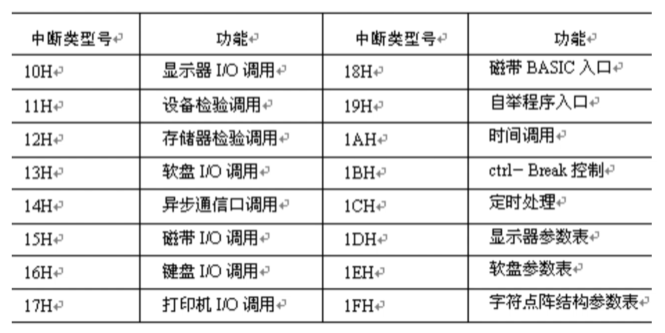 中断类型号 功能 中断类型号 功能
10H 显示器 I/O 调用 18H 磁带 BASIC 入口
11H 设备检验调用 19H 自举程序入口
12H 存储器检验调用 1AH 时间调用
13H 软盘 I/O 调用 1BH ctrl- Break 控制
14H 异步通信口调用 1CH 定时处理
15H 磁带 I/O 调用 1DH 显示器参数表
16H 键盘 I/O 调用 1EH 软盘参数表
17H 打印机 I/O 调用 1FH 字符点阵结构参数表